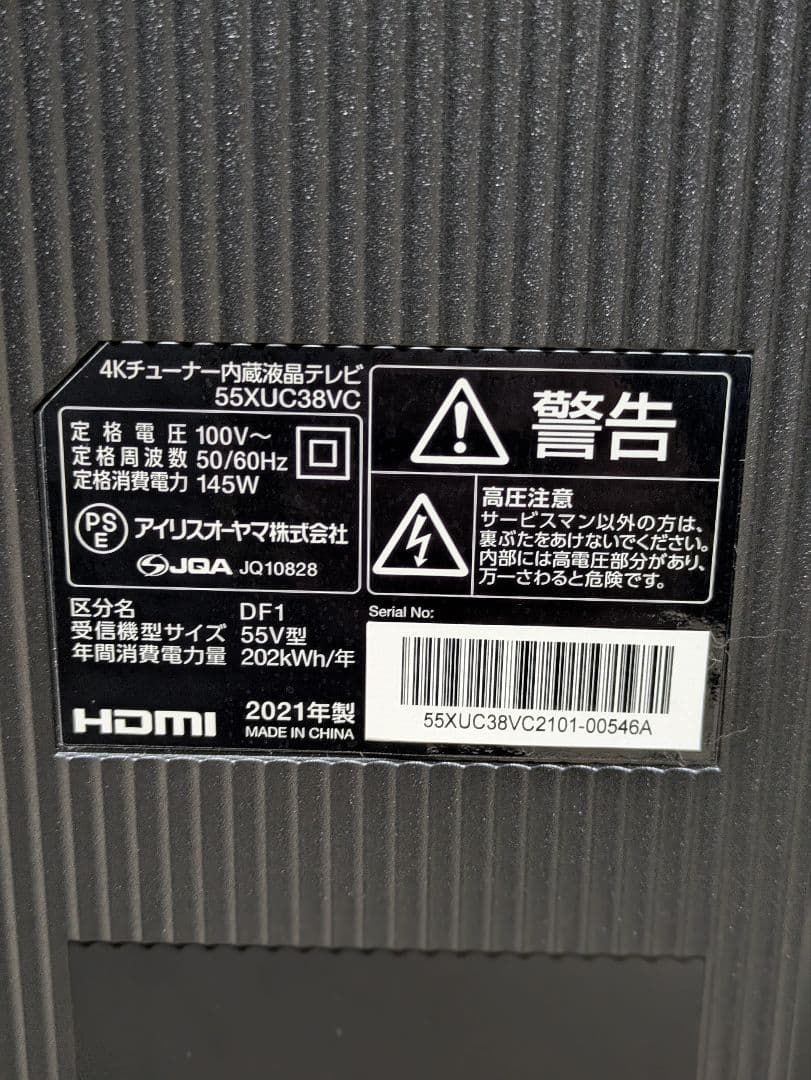 4Kチューナー内蔵液晶テレビ
55XUC38VC
定格電圧 100V～
定格周波数 50/60Hz
定格消費電力 145W
PS
E
アイリスオーヤマ株式会社
JQA JQ10828
区分名 DF1
受信機型サイズ 55V型
年間消費電力量 202kWh/年
HDMI
2021年製
MADE IN CHINA
警告
高圧注意
サービスマン以外の方は、
裏ぶたをあけないでください。
内部には高電圧部分があり、
万一さわると危険です。
Serial No:
55XUC38VC2101-00546A